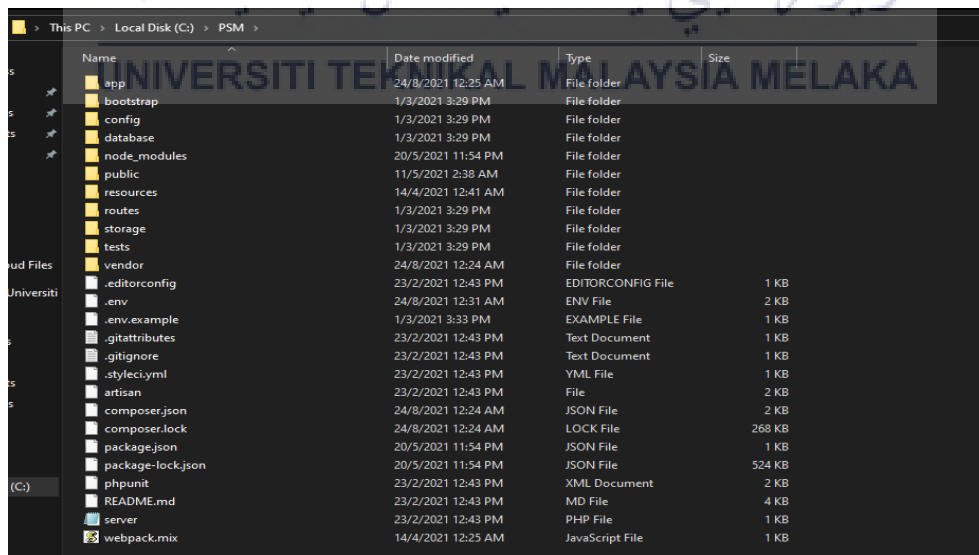 This PC > Local Disk (C:) > PSM >
Name Date modified Type Size
UNIVERSITI TEKNIKAL MALAYSIA MELAKA
app 24/8/2021 12:25 AM File folder
bootstrap 1/3/2021 3:29 PM File folder
config 1/3/2021 3:29 PM File folder
database 1/3/2021 3:29 PM File folder
node_modules 20/5/2021 11:54 PM File folder
public 11/5/2021 2:38 AM File folder
resources 14/4/2021 12:41 AM File folder
routes 1/3/2021 3:29 PM File folder
storage 1/3/2021 3:29 PM File folder
tests 1/3/2021 3:29 PM File folder
oud Files vendor 24/8/2021 12:24 AM File folder
.editorconfig 23/2/2021 12:43 PM EDITORCONFIG File 1 KB
Universiti .env 24/8/2021 12:31 AM ENV File 2 KB
.env.example 1/3/2021 3:33 PM EXAMPLE File 1 KB
.gitattributes 23/2/2021 12:43 PM Text Document 1 KB
.gitignore 23/2/2021 12:43 PM Text Document 1 KB
.styleci.yml 23/2/2021 12:43 PM YML File 1 KB
artisan 23/2/2021 12:43 PM File 2 KB
composer.json 24/8/2021 12:24 AM JSON File 2 KB
composer.lock 24/8/2021 12:24 AM LOCK File 268 KB
package.json 20/5/2021 11:54 PM JSON File 1 KB
package-lock.json 20/5/2021 11:54 PM JSON File 524 KB
(C:) phpunit 23/2/2021 12:43 PM XML Document 2 KB
README.md 23/2/2021 12:43 PM MD File 4 KB
server 23/2/2021 12:43 PM PHP File 1 KB
webpack.mix 14/4/2021 12:25 AM JavaScript File 1 KB